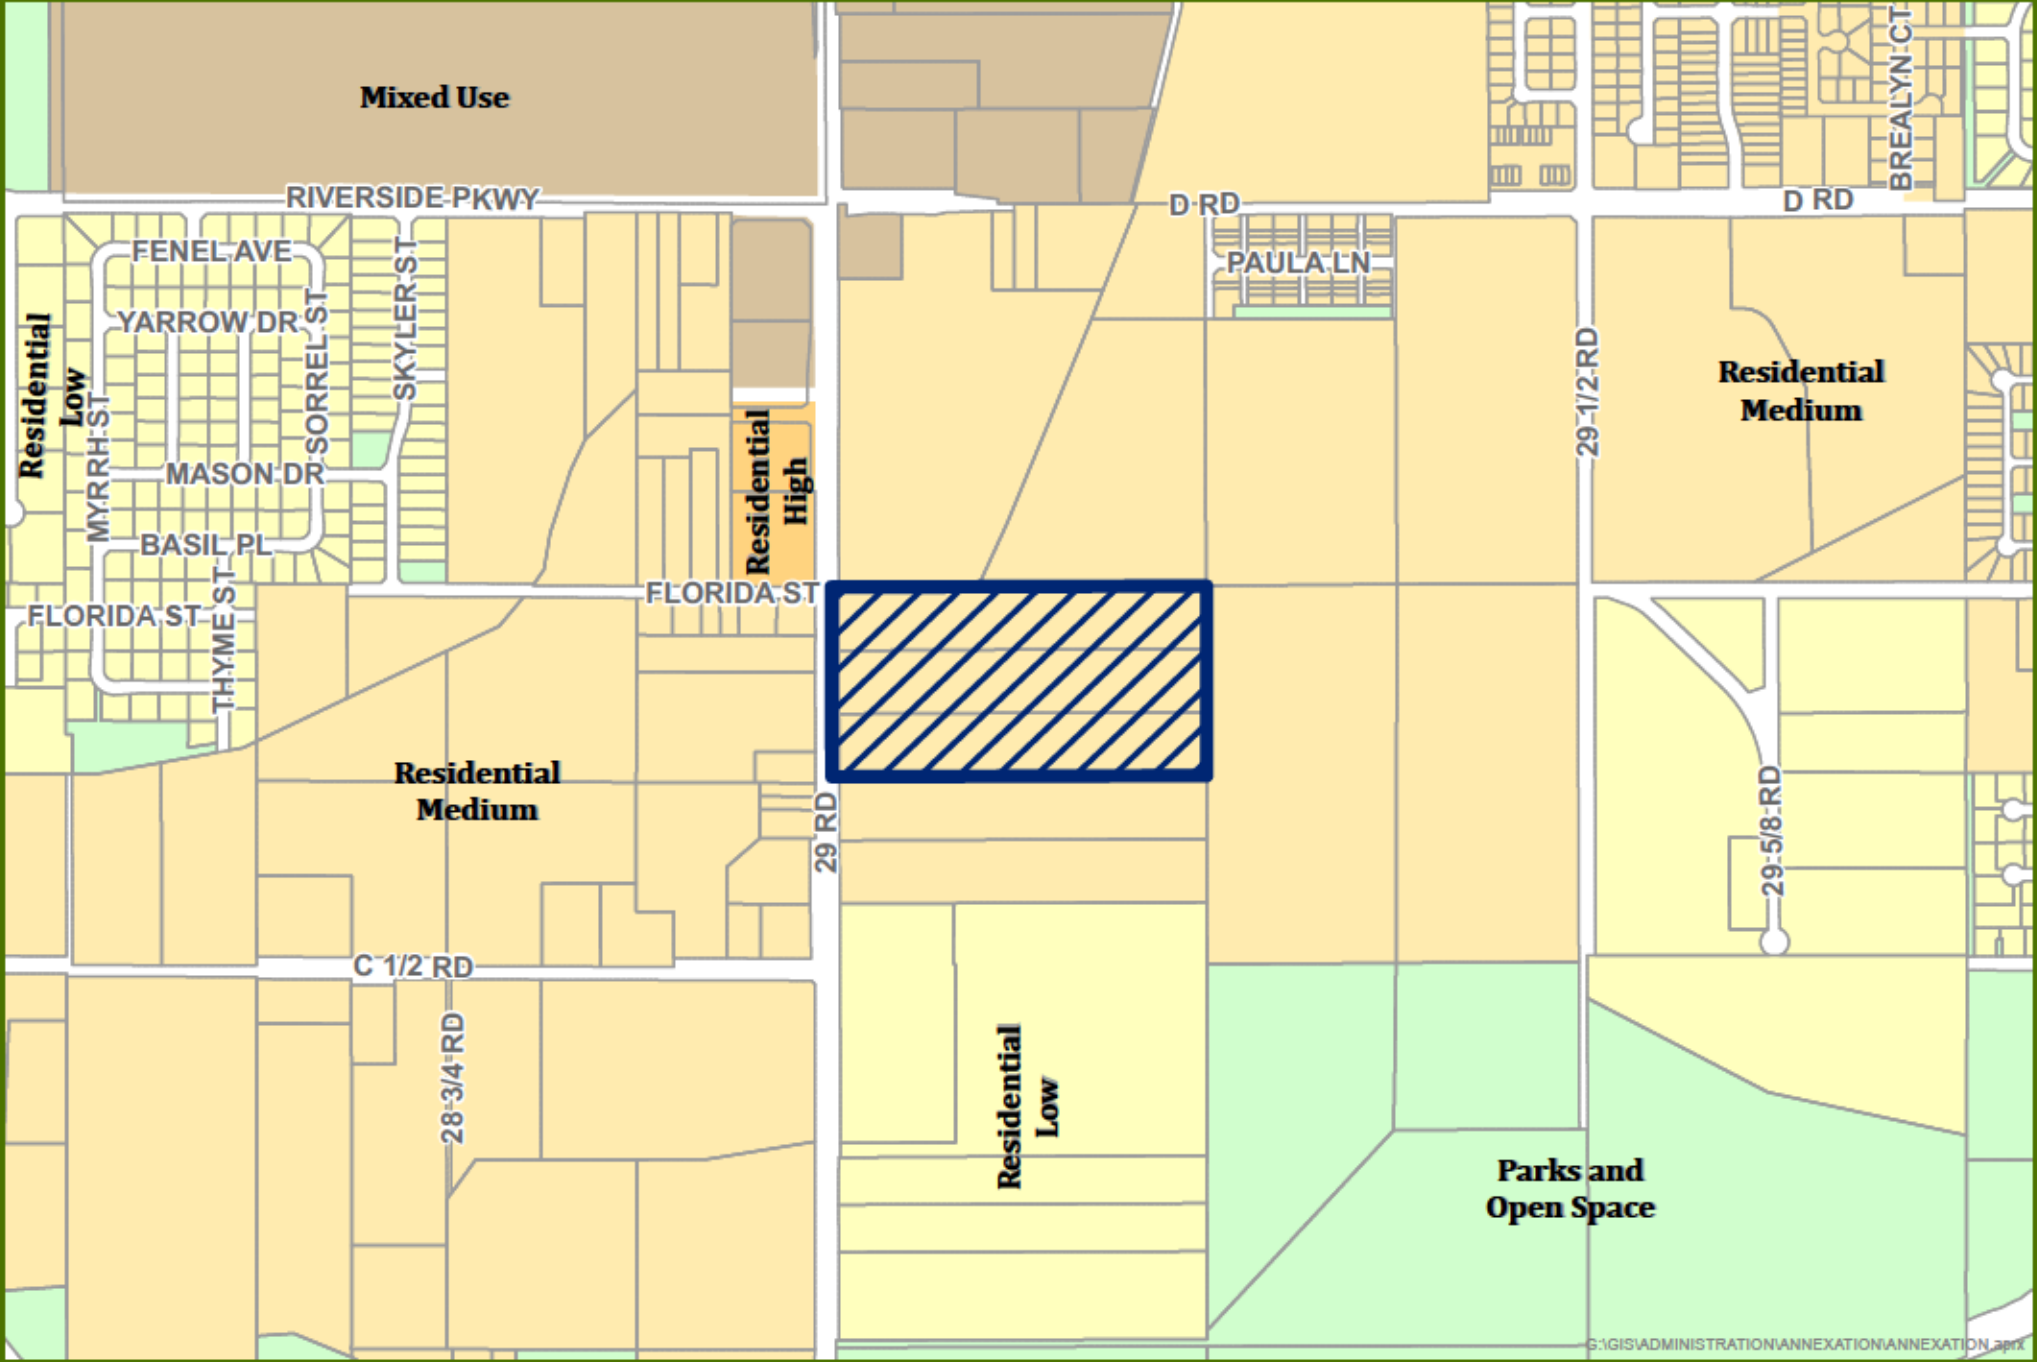 Mixed Use
BREALYN CT
RIVERSIDE PKWY
D RD
D RD
FENEL AVE
PAULA LN
YARROW DR
SORREL ST
SKYLER ST
Residential
Low
MYRRH ST
29 1/2 RD
Residential
Medium
Residential
High
MASON DR
BASIL PL
THYME ST
FLORIDA ST
FLORIDA ST
Residential
Medium
29 RD
29 5/8 RD
C 1/2 RD
28 3/4 RD
Residential
Low
Parks and
Open Space
G:\GIS\ADMINISTRATION\ANNEXATION\ANNEXATION.aprx